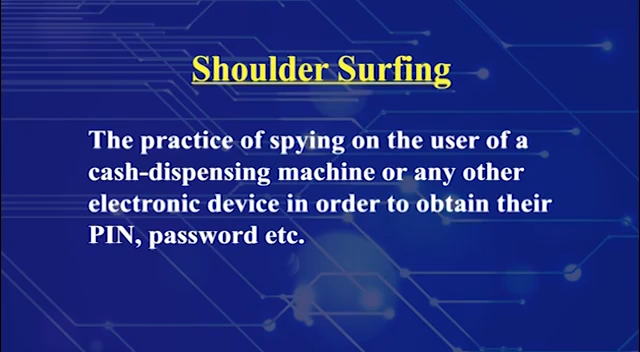 Shoulder Surfing
The practice of spying on the user of a
cash-dispensing machine or any other
electronic device in order to obtain their
PIN, password etc.